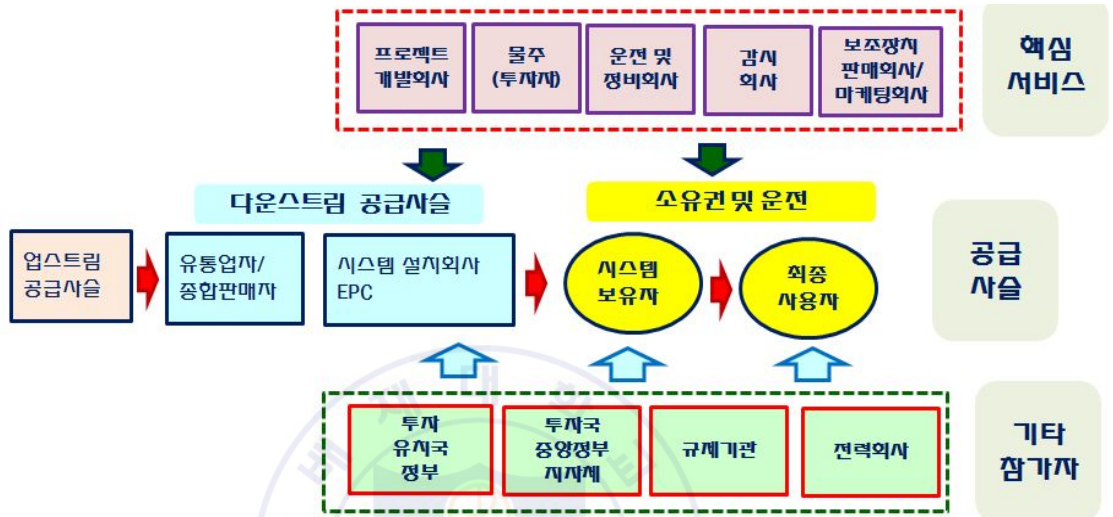 프로젝트
개발회사
물주
(투자자)
운전 및
정비회사
감시
회사
보조장치
판매회사/
마케팅회사
핵심
서비스
다운스트림 공급사슬
소유권 및 운전
업스트림
공급사슬
유통업자/
종합판매자
시스템 설치회사
EPC
시스템
보유자
최종
사용자
공급
사슬
투자
유치국
정부
투자국
중앙정부
지자체
규제기관
전력회사
기타
참가자
배재대학